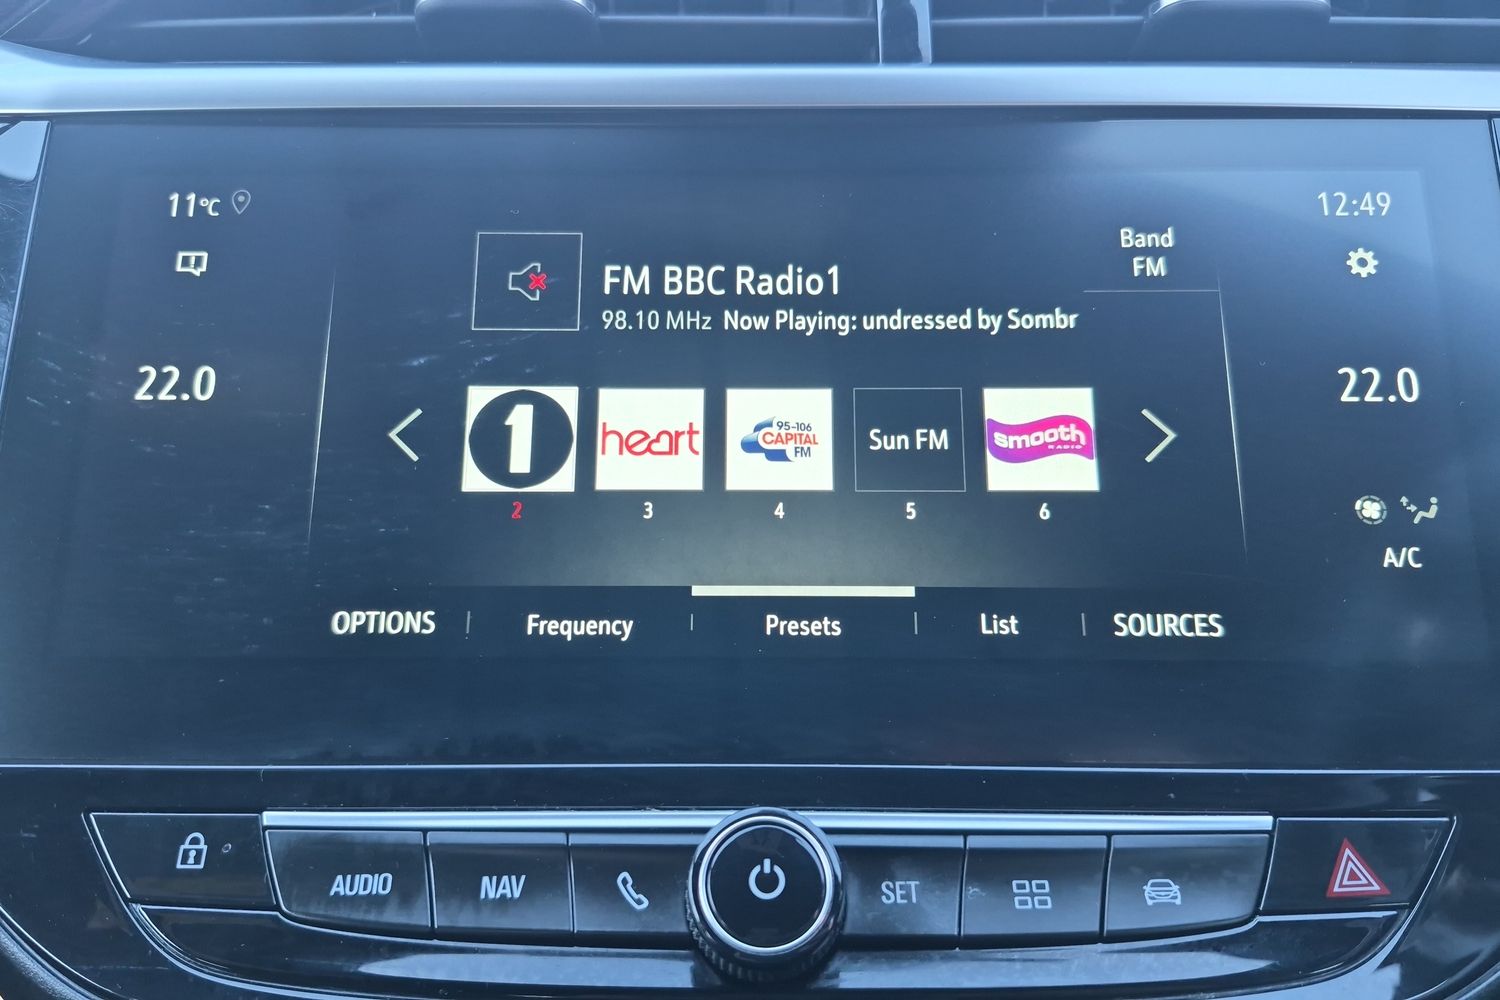 11°C
12:49
Band
FM
FM BBC Radio1
98.10 MHz Now Playing: undressed by Sombr
22.0
22.0
1
heart
95-106
CAPITAL
FM
Sun FM
smooth
RADIO
2
3
4
5
6
A/C
OPTIONS
Frequency
Presets
List
SOURCES
AUDIO
NAV
SET